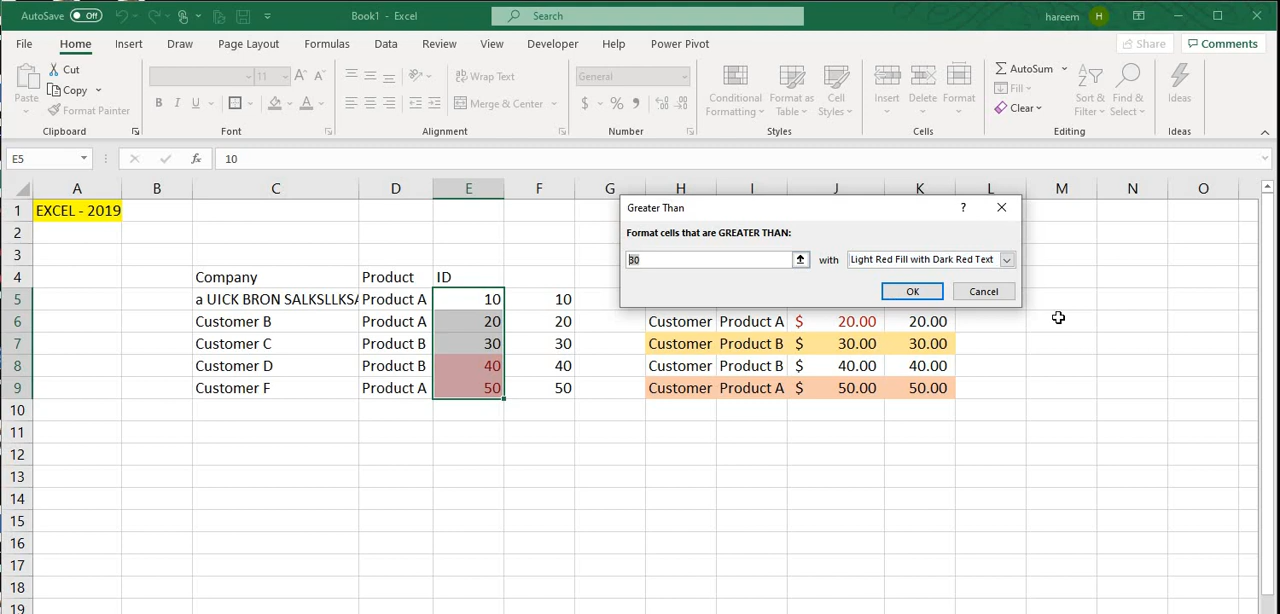 AutoSave Off Book1 - Excel Search hareem H
File Home Insert Draw Page Layout Formulas Data Review View Developer Help Power Pivot Share Comments
Paste Cut Copy Format Painter
11 A A B I U A
ab Wrap Text Merge & Center
General $ % 9
Conditional Formatting Format as Table Cell Styles
Insert Delete Format
AutoSum Fill Clear Sort & Filter Find & Select Ideas
Clipboard Font Alignment Number Styles Cells Editing Ideas
E5 fx 10
A B C D E F G H I J K L M N O
1 EXCEL - 2019
2
3
Greater Than ? ×
Format cells that are GREATER THAN:
30 with Light Red Fill with Dark Red Text
OK Cancel
4 Company Product ID
5 a UICK BRON SALKSLLKSA Product A 10 10
6 Customer B Product A 20 20 Customer Product A $ 20.00 20.00
7 Customer C Product B 30 30 Customer Product B $ 30.00 30.00
8 Customer D Product B 40 40 Customer Product B $ 40.00 40.00
9 Customer F Product A 50 50 Customer Product A $ 50.00 50.00
10
11
12
13
14
15
16
17
18
19